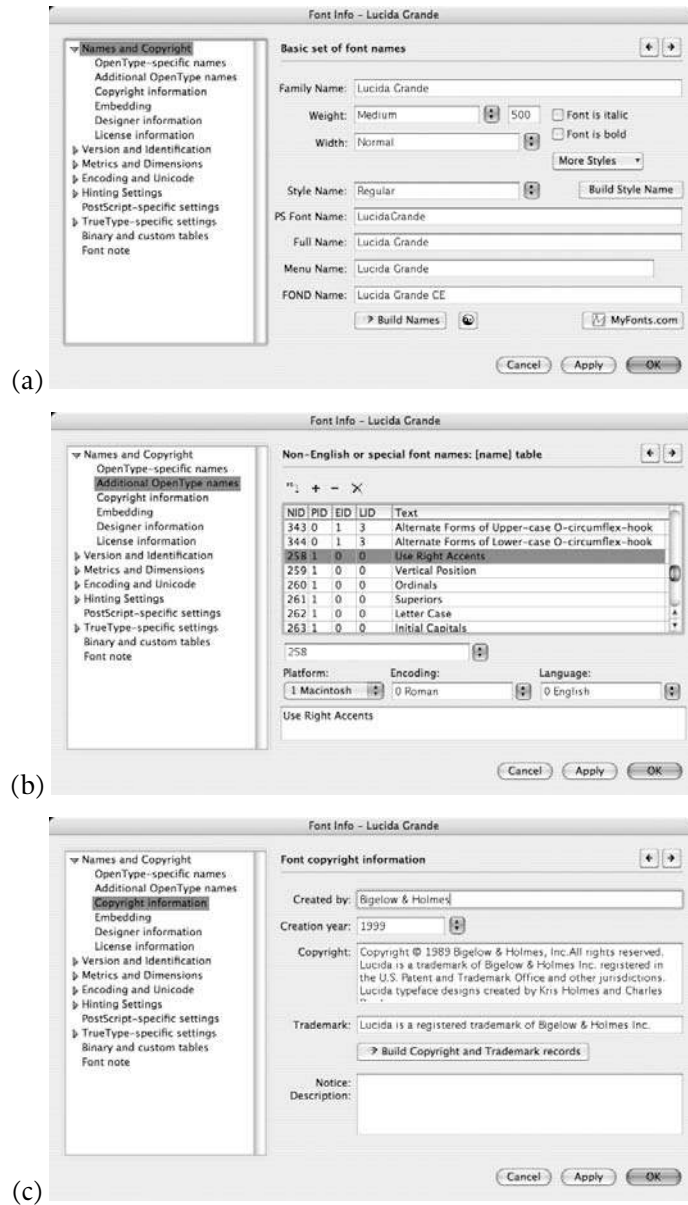 Font Info – Lucida Grande
Names and Copyright
OpenType-specific names
Additional OpenType names
Copyright information
Embedding
Designer information
License information
Version and Identification
Metrics and Dimensions
Encoding and Unicode
Hinting Settings
PostScript-specific settings
TrueType-specific settings
Binary and custom tables
Font note
Basic set of font names
Family Name: Lucida Grande
Weight: Medium 500 Font is italic
Width: Normal Font is bold
More Styles
Style Name: Regular Build Style Name
PS Font Name: LucidaGrande
Full Name: Lucida Grande
Menu Name: Lucida Grande
FOND Name: Lucida Grande CE
Build Names MyFonts.com
Cancel Apply OK
(a)
Font Info – Lucida Grande
Names and Copyright
OpenType-specific names
Additional OpenType names
Copyright information
Embedding
Designer information
License information
Version and Identification
Metrics and Dimensions
Encoding and Unicode
Hinting Settings
PostScript-specific settings
TrueType-specific settings
Binary and custom tables
Font note
Non-English or special font names: [name] table
NID PID EID LID Text
343 0 1 3 Alternate Forms of Upper-case O-circumflex-hook
344 0 1 3 Alternate Forms of Lower-case O-circumflex-hook
258 1 0 0 Use Right Accents
259 1 0 0 Vertical Position
260 1 0 0 Ordinals
261 1 0 0 Superiors
262 1 0 0 Letter Case
263 1 0 0 Initial Capitals
258
Platform: Encoding: Language:
1 Macintosh 0 Roman 0 English
Use Right Accents
Cancel Apply OK
(b)
Font Info – Lucida Grande
Names and Copyright
OpenType-specific names
Additional OpenType names
Copyright information
Embedding
Designer information
License information
Version and Identification
Metrics and Dimensions
Encoding and Unicode
Hinting Settings
PostScript-specific settings
TrueType-specific settings
Binary and custom tables
Font note
Font copyright information
Created by: Bigelow & Holmes
Creation year: 1999
Copyright: Copyright © 1989 Bigelow & Holmes, Inc.All rights reserved.
Lucida is a trademark of Bigelow & Holmes Inc. registered in
the U.S. Patent and Trademark Office and other jurisdictions.
Lucida typeface designs created by Kris Holmes and Charles
Trademark: Lucida is a registered trademark of Bigelow & Holmes Inc.
Build Copyright and Trademark records
Notice:
Description:
Cancel Apply OK
(c)